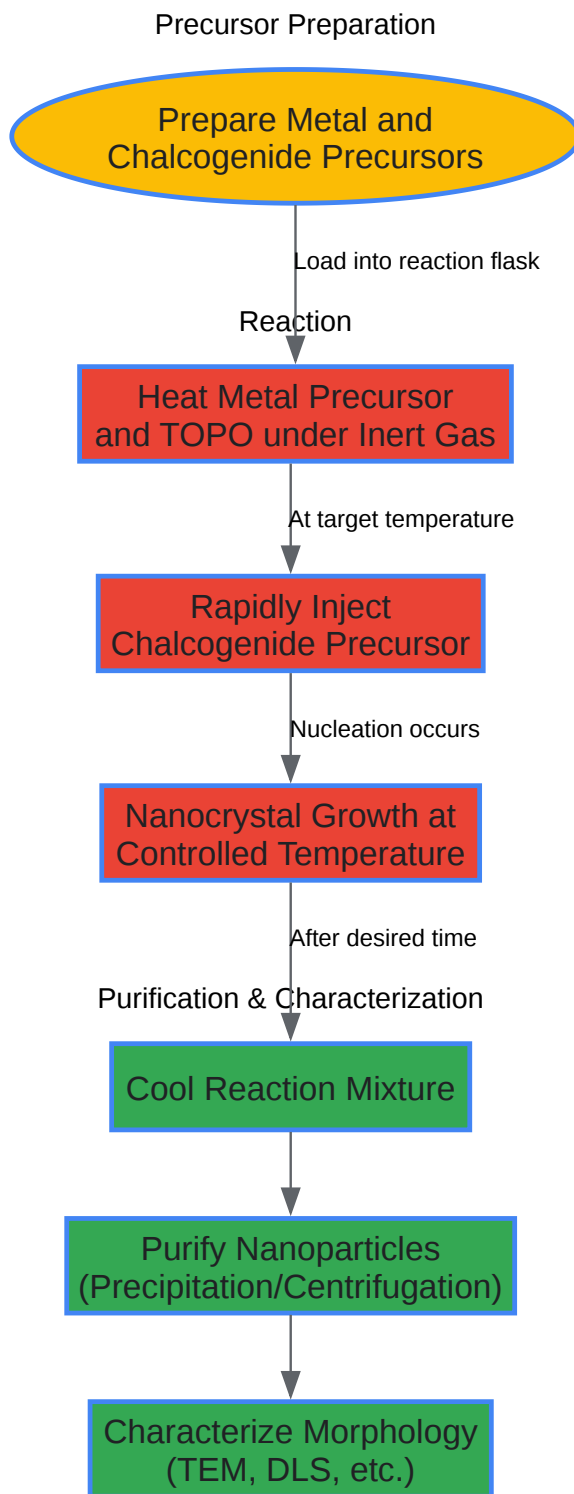 Precursor Preparation
Prepare Metal and
Chalcogenide Precursors
Load into reaction flask
Reaction
Heat Metal Precursor
and TOPO under Inert Gas
At target temperature
Rapidly Inject
Chalcogenide Precursor
Nucleation occurs
Nanocrystal Growth at
Controlled Temperature
After desired time
Purification & Characterization
Cool Reaction Mixture
Purify Nanoparticles
(Precipitation/Centrifugation)
Characterize Morphology
(TEM, DLS, etc.)